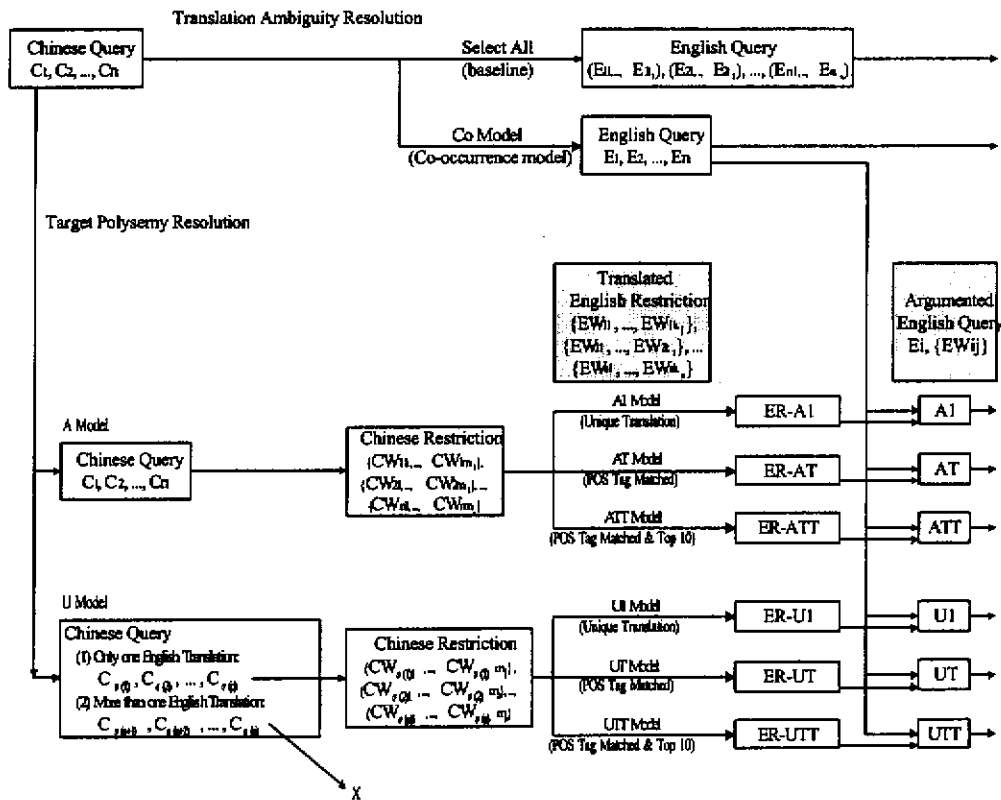 Translation Ambiguity Resolution
Chinese Query
C1, C2, ..., Cn
Select All
(baseline)
English Query
Co Model
(Co-occurrence model)
English Query
E1, E2, ..., En
Target Polysemy Resolution
Translated
English Restriction
Argumented
English Query
Ei, {EWij}
A Model
Chinese Query
C1, C2, ..., Cn
Chinese Restriction
A1 Model
(Unique Translation)
ER-A1
A1
AT Model
(POS Tag Matched)
ER-AT
AT
ATT Model
(POS Tag Matched & Top 10)
ER-ATT
ATT
U Model
Chinese Query
(1) Only one English Translation:
(2) More than one English Translation:
X
Chinese Restriction
U1 Model
(Unique Translation)
ER-U1
U1
UT Model
(POS Tag Matched)
ER-UT
UT
UTT Model
(POS Tag Matched & Top 10)
ER-UTT
UTT